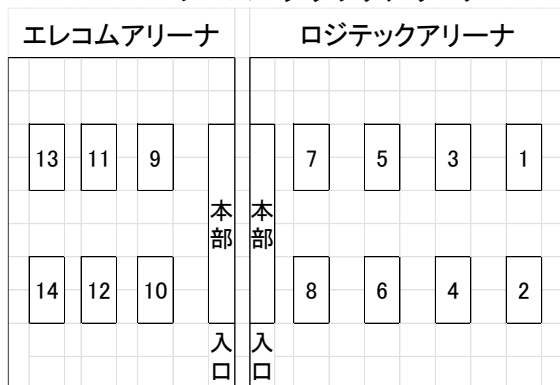 エレコムアリーナ ロジテックアリーナ
13 11 9 7 5 3 1
本部 本部
14 12 10 8 6 4 2
入口 入口